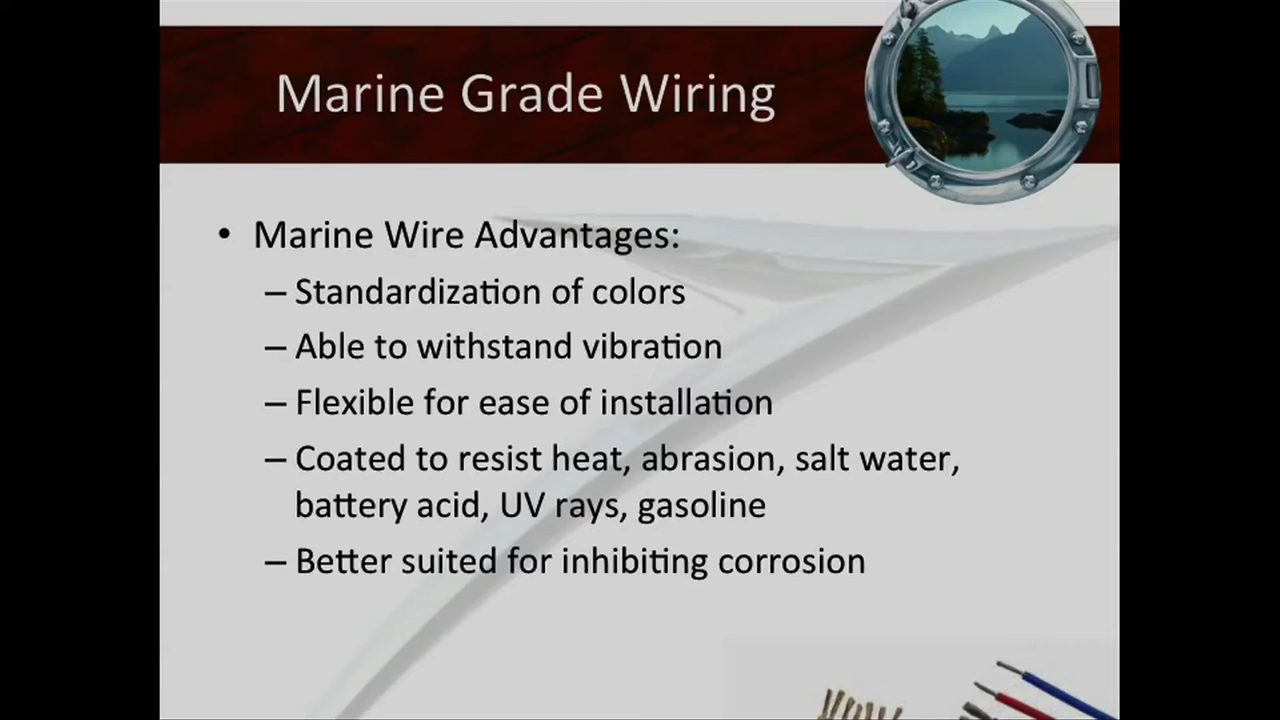 Marine Grade Wiring
• Marine Wire Advantages:
– Standardization of colors
– Able to withstand vibration
– Flexible for ease of installation
– Coated to resist heat, abrasion, salt water,
battery acid, UV rays, gasoline
– Better suited for inhibiting corrosion